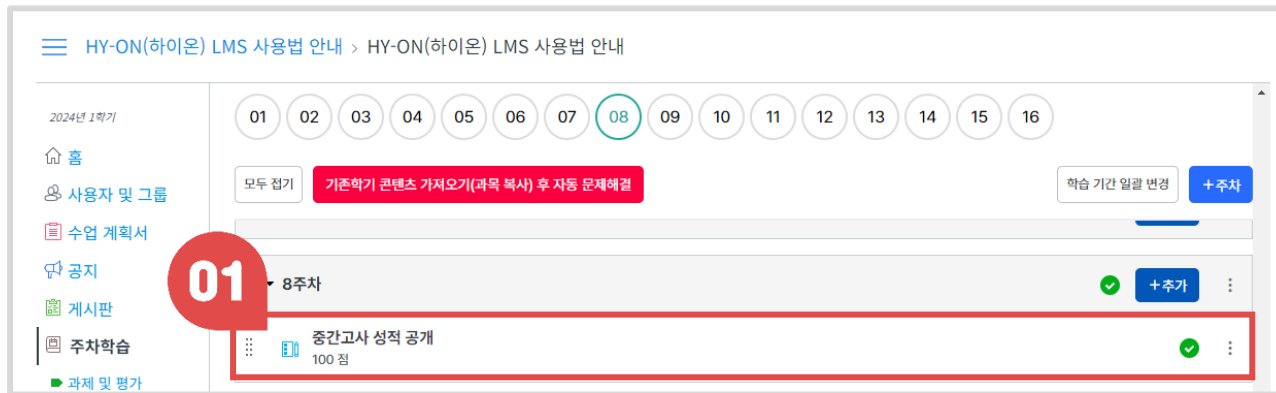 HY-ON(하이온) LMS 사용법 안내 > HY-ON(하이온) LMS 사용법 안내
2024년 1학기
홈
사용자 및 그룹
수업 계획서
공지
게시판
주차학습
과제 및 평가
01 02 03 04 05 06 07 08 09 10 11 12 13 14 15 16
모두 접기 기존학기 콘텐츠 가져오기(과목 복사) 후 자동 문제해결 학습 기간 일괄 변경 +주차
01
8주차 +추가
중간고사 성적 공개
100 점